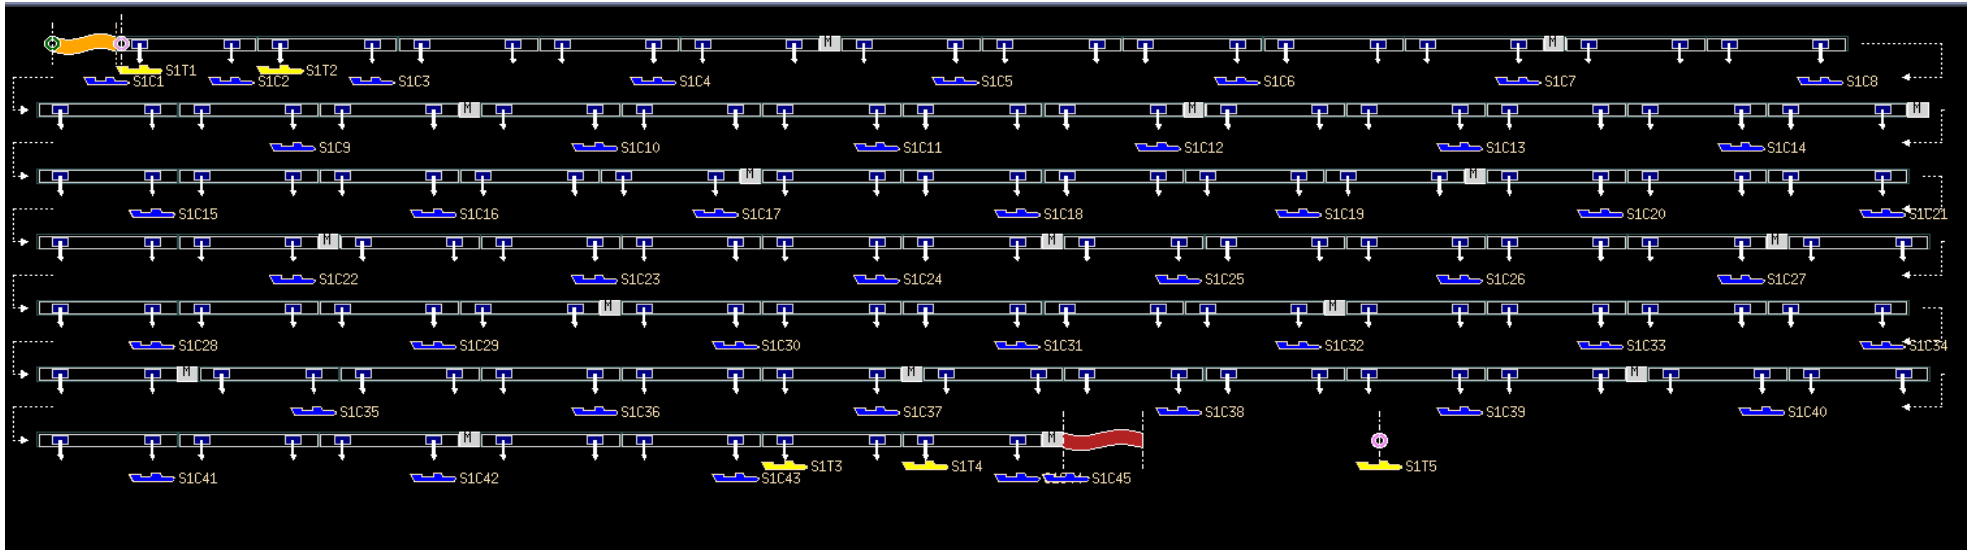 M M
S1T1 S1T2
S1C1 S1C2 S1C3 S1C4 S1C5 S1C6 S1C7 S1C8
M M M
S1C9 S1C10 S1C11 S1C12 S1C13 S1C14
M M
S1C15 S1C16 S1C17 S1C18 S1C19 S1C20 S1C21
M M M
S1C22 S1C23 S1C24 S1C25 S1C26 S1C27
M M
S1C28 S1C29 S1C30 S1C31 S1C32 S1C33 S1C34
M M M
S1C35 S1C36 S1C37 S1C38 S1C39 S1C40
M M
S1T3 S1T4 S1T5
S1C41 S1C42 S1C43 S1C45